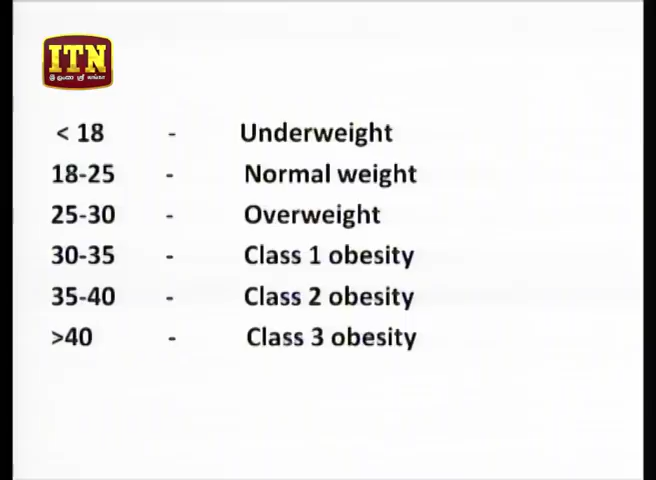 ITN
ශ්‍රී ලංකා ஸ்ரீ லங்கா
< 18 - Underweight
18-25 - Normal weight
25-30 - Overweight
30-35 - Class 1 obesity
35-40 - Class 2 obesity
>40 - Class 3 obesity